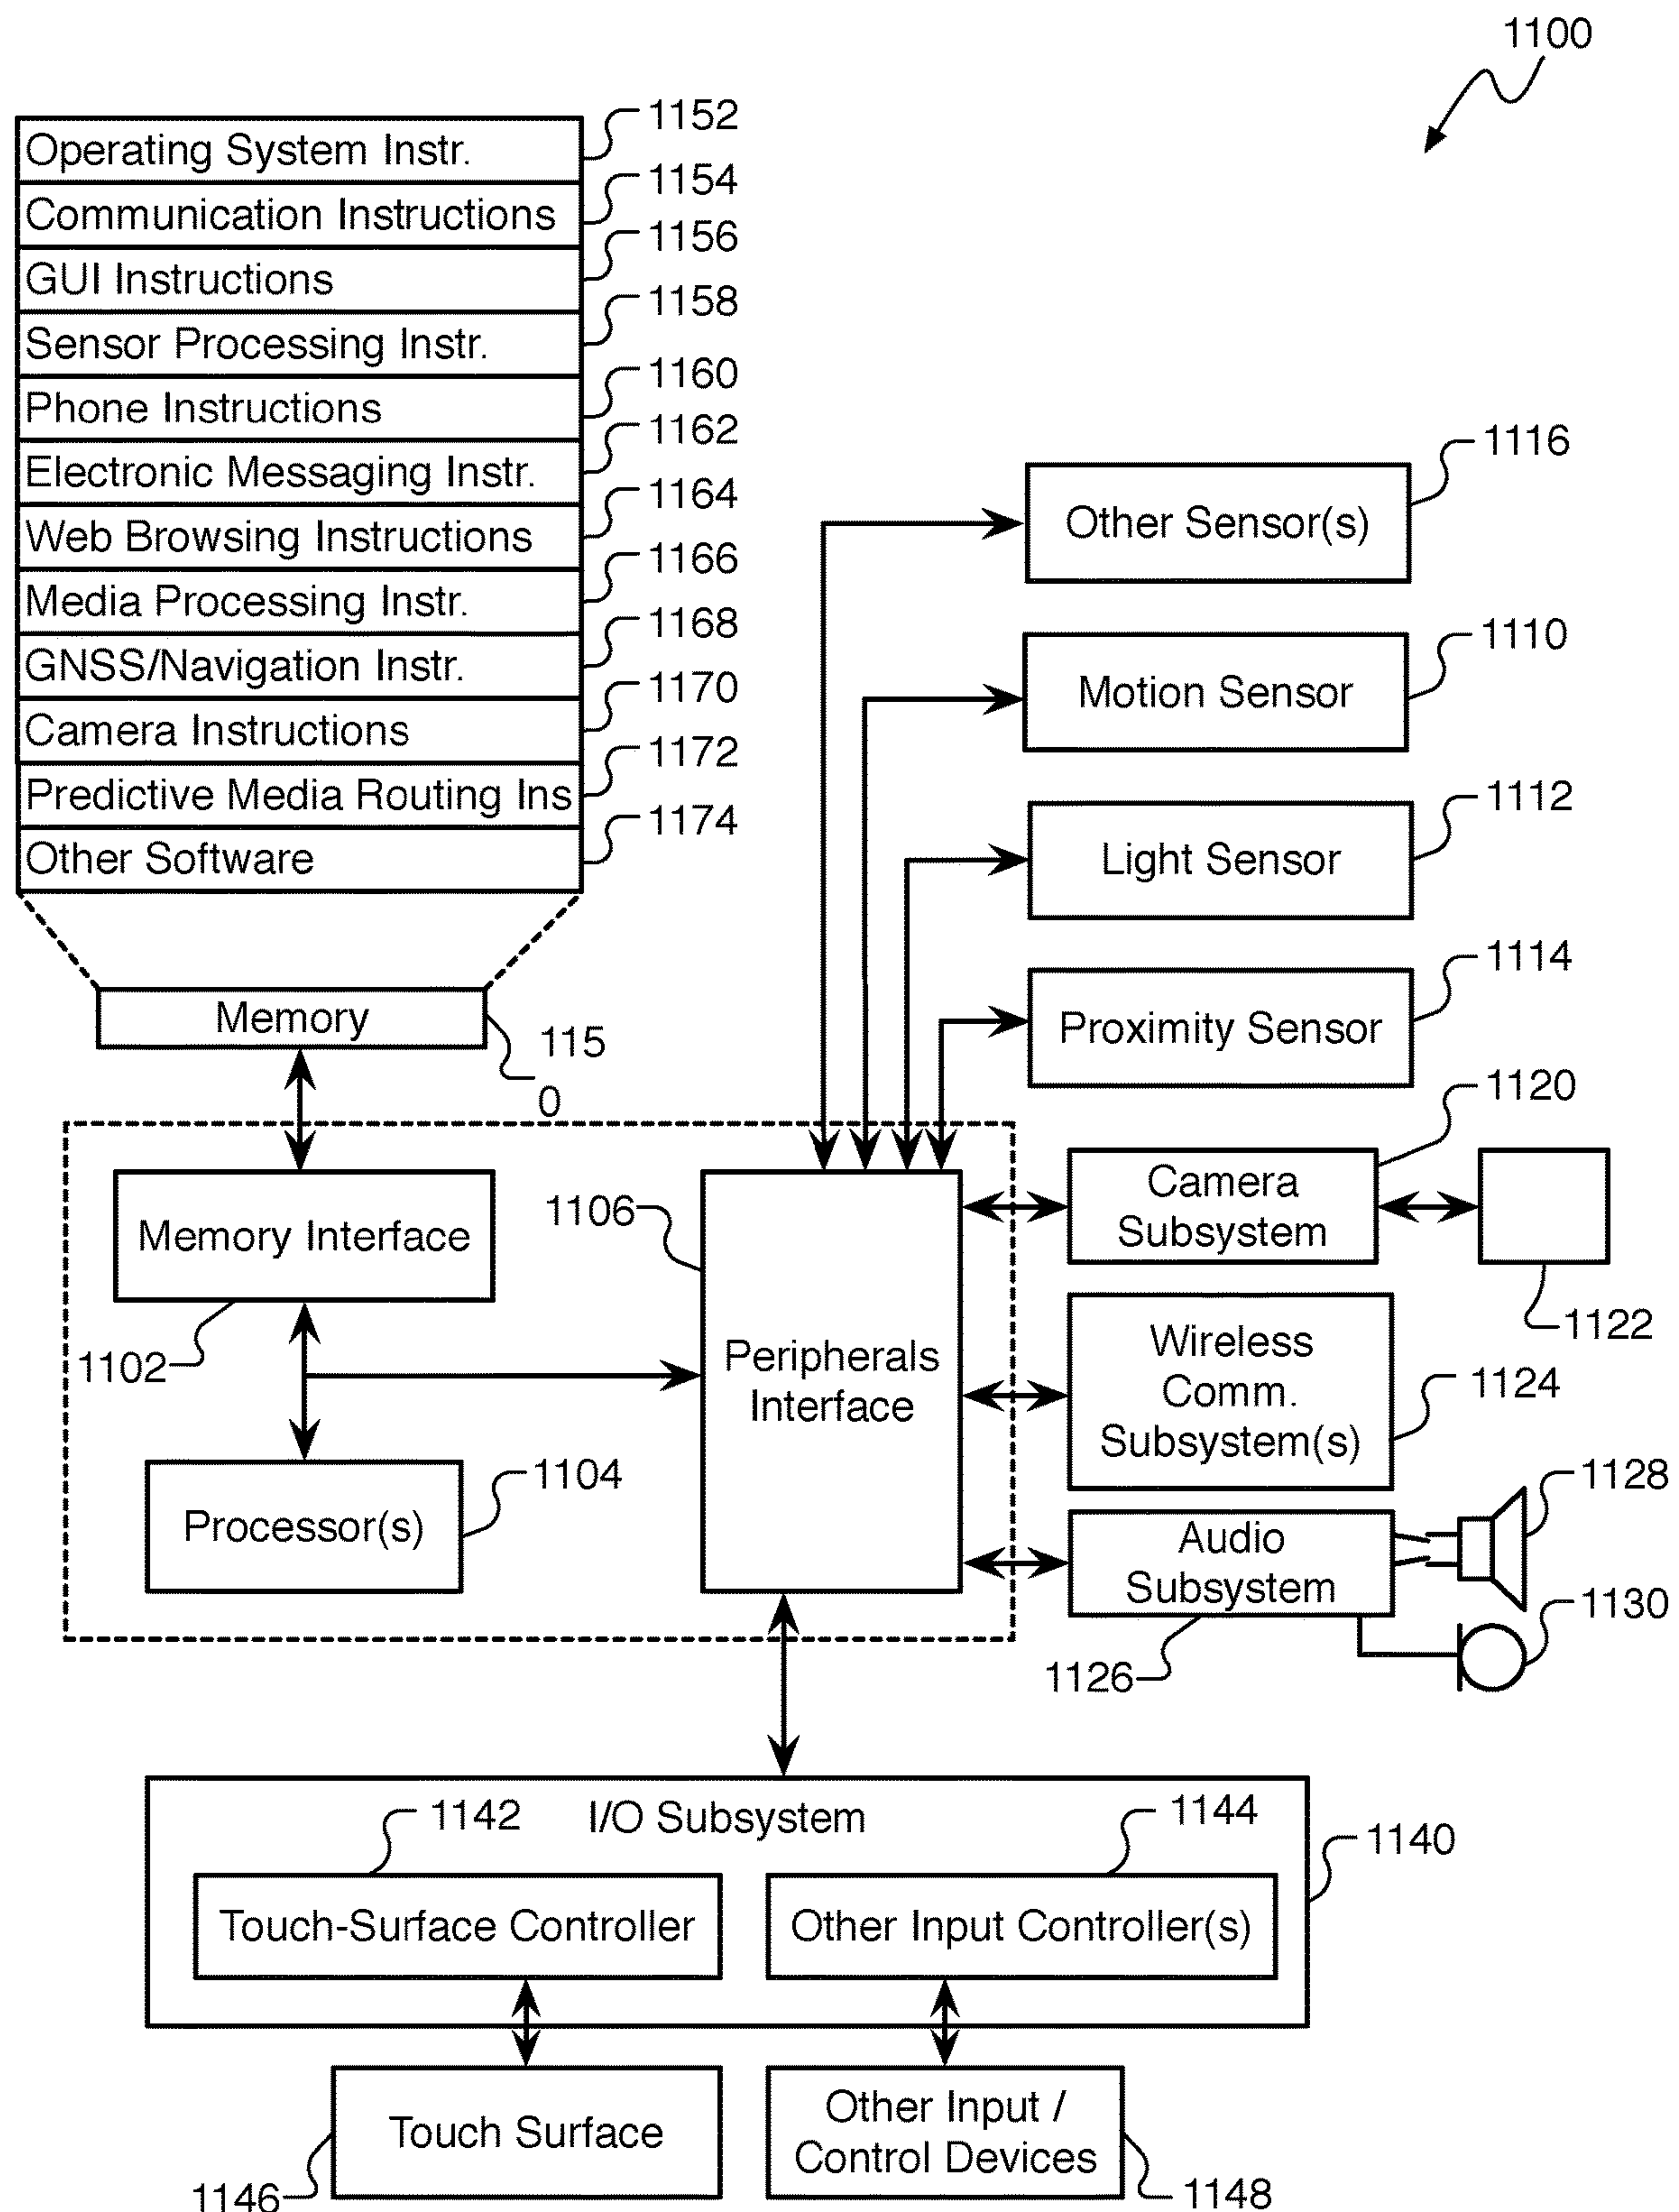 1100
Operating System Instr.
1152
Communication Instructions
1154
GUI Instructions
1156
Sensor Processing Instr.
1158
Phone Instructions
1160
Electronic Messaging Instr.
1162
Web Browsing Instructions
1164
Media Processing Instr.
1166
GNSS/Navigation Instr.
1168
Camera Instructions
1170
Predictive Media Routing Ins
1172
Other Software
1174
Memory
115
0
Other Sensor(s)
1116
Motion Sensor
1110
Light Sensor
1112
Proximity Sensor
1114
Camera
Subsystem
1120
1122
Memory Interface
1102
1106
Peripherals
Interface
Wireless
Comm.
Subsystem(s)
1124
Processor(s)
1104
Audio
Subsystem
1126
1128
1130
I/O Subsystem
1140
1142
1144
Touch-Surface Controller
Other Input Controller(s)
Touch Surface
1146
Other Input /
Control Devices
1148